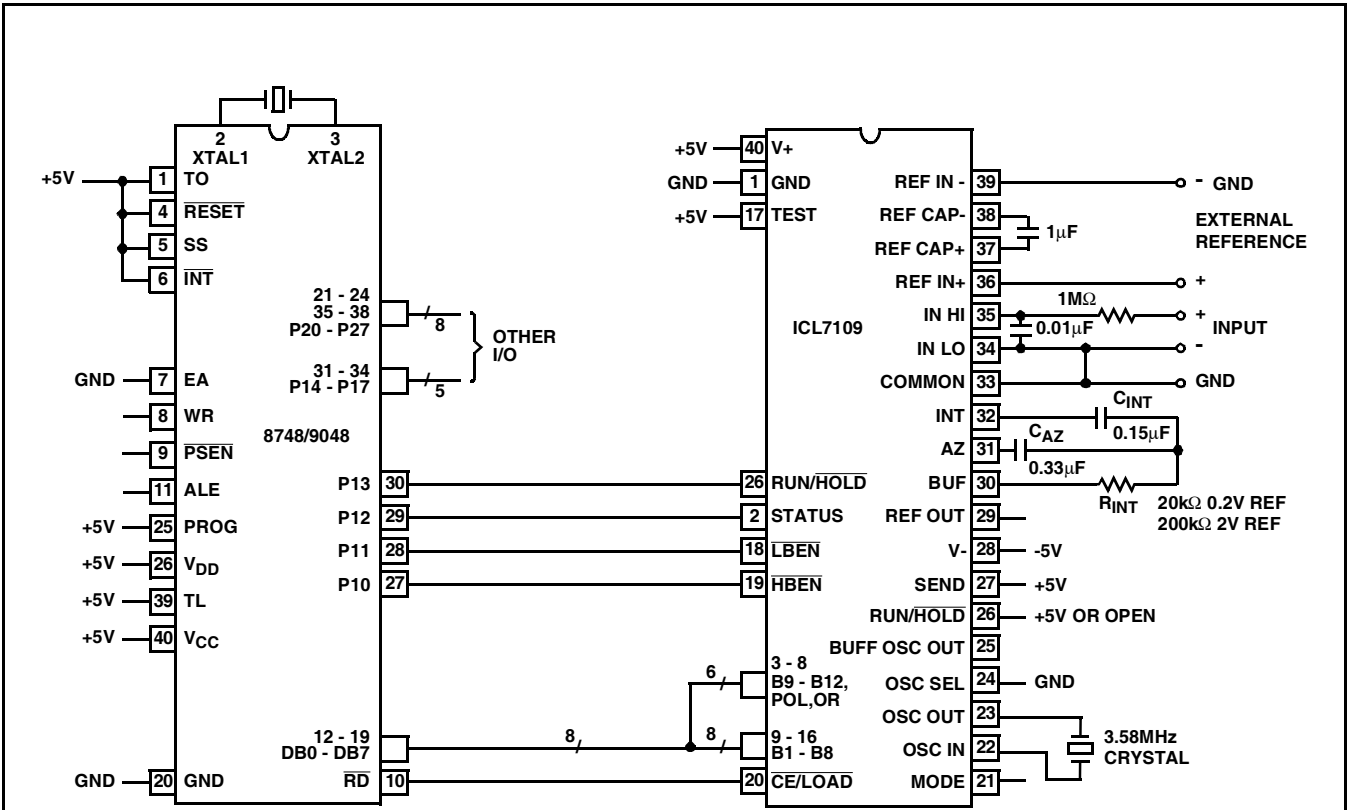 2
XTAL1
3
XTAL2
+5V
1 TO
4 RESET
5 SS
6 INT
21 - 24
35 - 38
P20 - P27
8
31 - 34
P14 - P17
5
OTHER
I/O
GND 7 EA
8 WR
9 PSEN
11 ALE
+5V 25 PROG
+5V 26 VDD
+5V 39 TL
+5V 40 VCC
8748/9048
P13 30
P12 29
P11 28
P10 27
12 - 19
DB0 - DB7
8
GND 20 GND
RD 10
+5V 40 V+
GND 1 GND
+5V 17 TEST
ICL7109
26 RUN/HOLD
2 STATUS
18 LBEN
19 HBEN
6
3 - 8
B9 - B12,
POL,OR
8
9 - 16
B1 - B8
20 CE/LOAD
REF IN - 39 - GND
REF CAP- 38
1μF
REF CAP+ 37
EXTERNAL
REFERENCE
REF IN+ 36 +
1MΩ
IN HI 35 +
0.01μF
INPUT
IN LO 34 -
COMMON 33 GND
INT 32
CINT
0.15μF
AZ 31
CAZ
0.33μF
BUF 30
RINT
20kΩ 0.2V REF
200kΩ 2V REF
REF OUT 29
V- 28 -5V
SEND 27 +5V
RUN/HOLD 26 +5V OR OPEN
BUFF OSC OUT 25
OSC SEL 24 GND
OSC OUT 23
OSC IN 22
3.58MHz
CRYSTAL
MODE 21